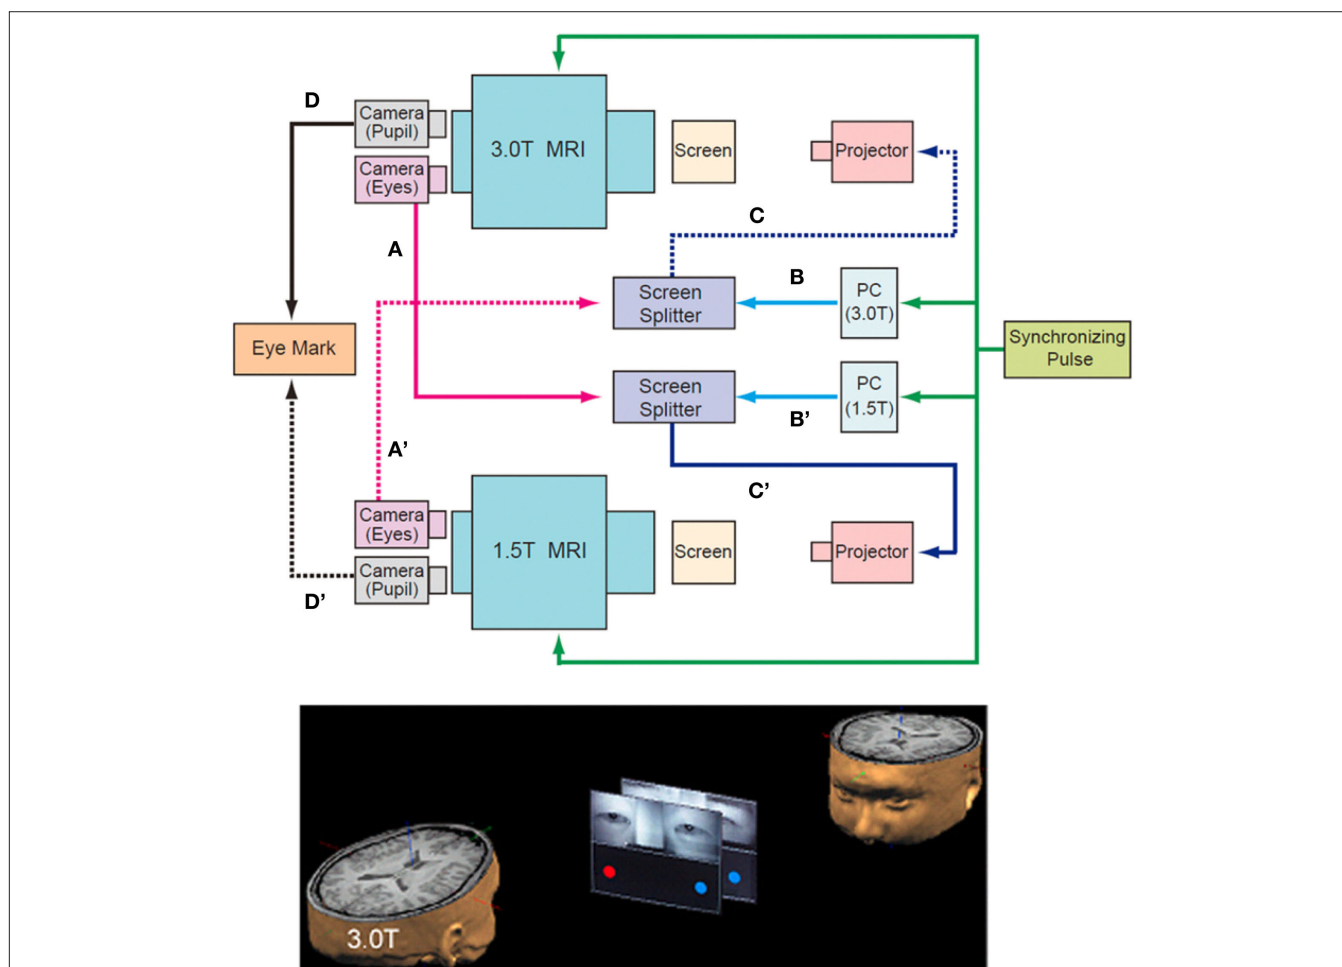 D
Camera
(Pupil)
Camera
(Eyes)
3.0T MRI
Screen
Projector
A
C
Screen
Splitter
B
PC
(3.0T)
Eye Mark
Synchronizing
Pulse
Screen
Splitter
B’
PC
(1.5T)
A’
C’
Camera
(Eyes)
Camera
(Pupil)
D’
1.5T MRI
Screen
Projector
3.0T